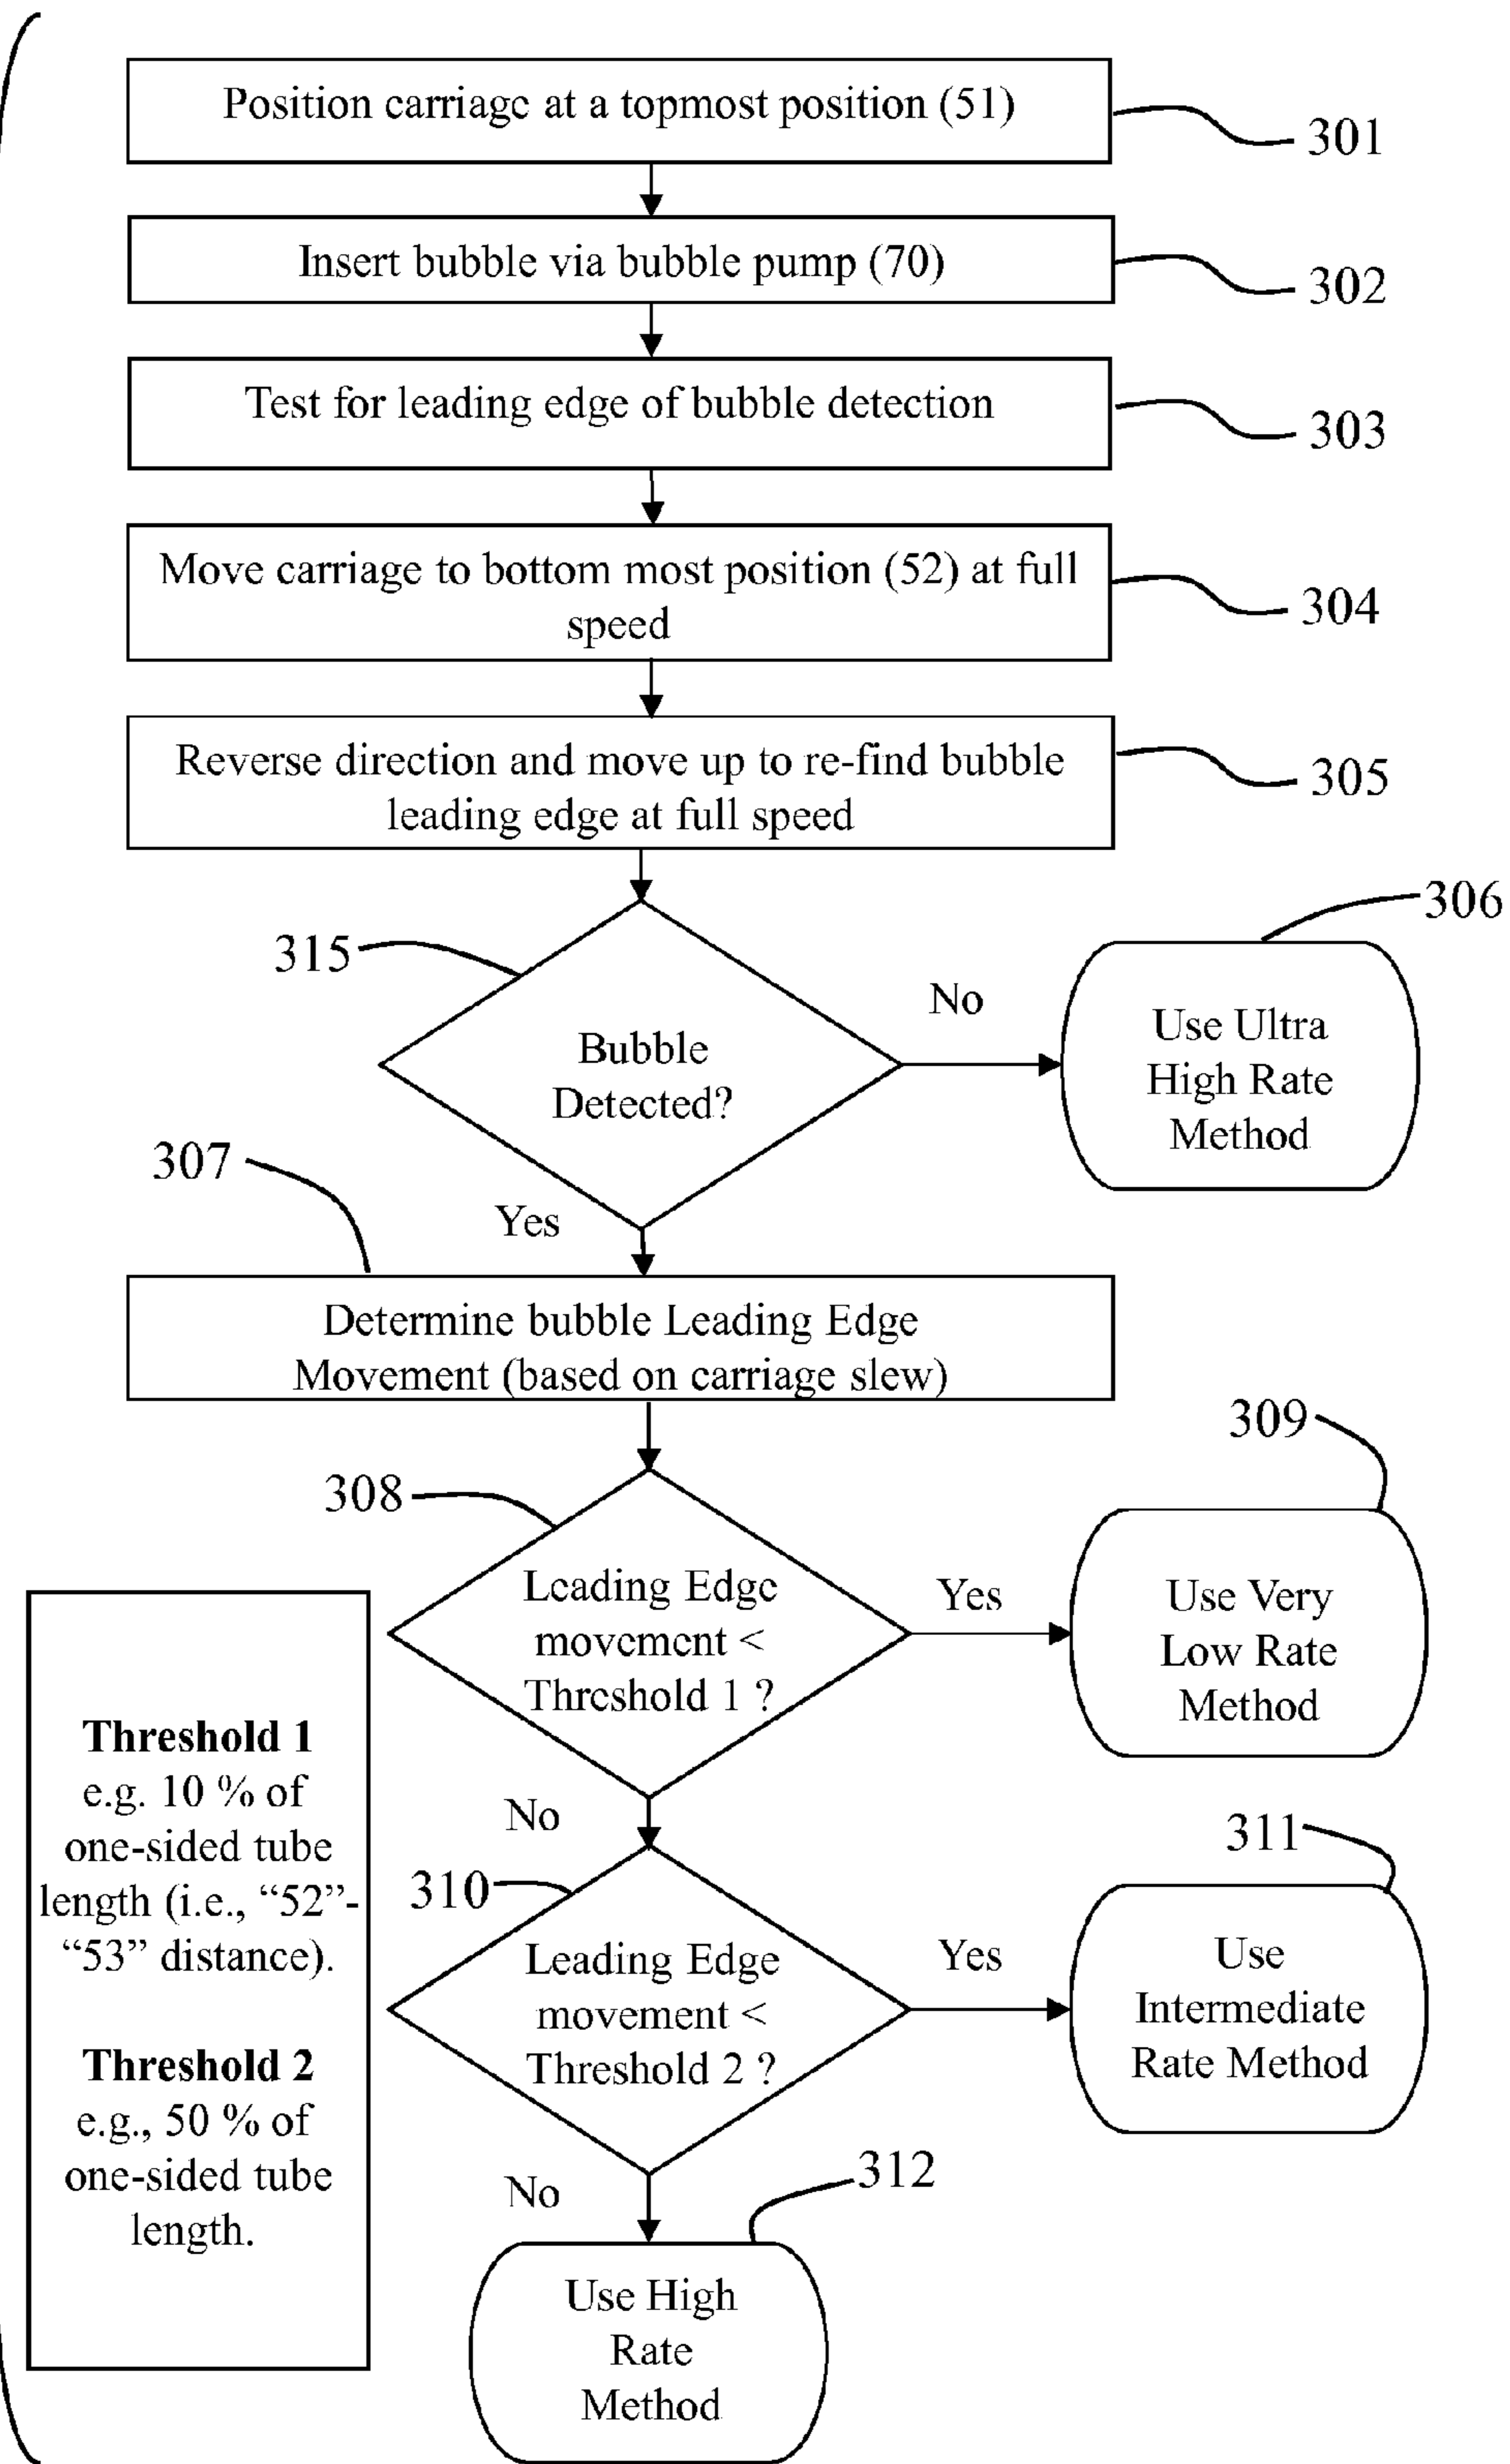 Position carriage at a topmost position (51)
301
Insert bubble via bubble pump (70)
302
Test for leading edge of bubble detection
303
Move carriage to bottom most position (52) at full
speed
304
Reverse direction and move up to re-find bubble
leading edge at full speed
305
306
315
No
Bubble
Detected?
Use Ultra
High Rate
Method
307
Yes
Determine bubble Leading Edge
Movement (based on carriage slew)
309
308
Leading Edge
movement <
Threshold 1 ?
Yes
Use Very
Low Rate
Method
Threshold 1
e.g. 10 % of
one-sided tube
length (i.e., “52”-
“53” distance).
Threshold 2
e.g., 50 % of
one-sided tube
length.
No
311
310
Leading Edge
movement <
Threshold 2 ?
Yes
Use
Intermediate
Rate Method
No
312
Use High
Rate
Method